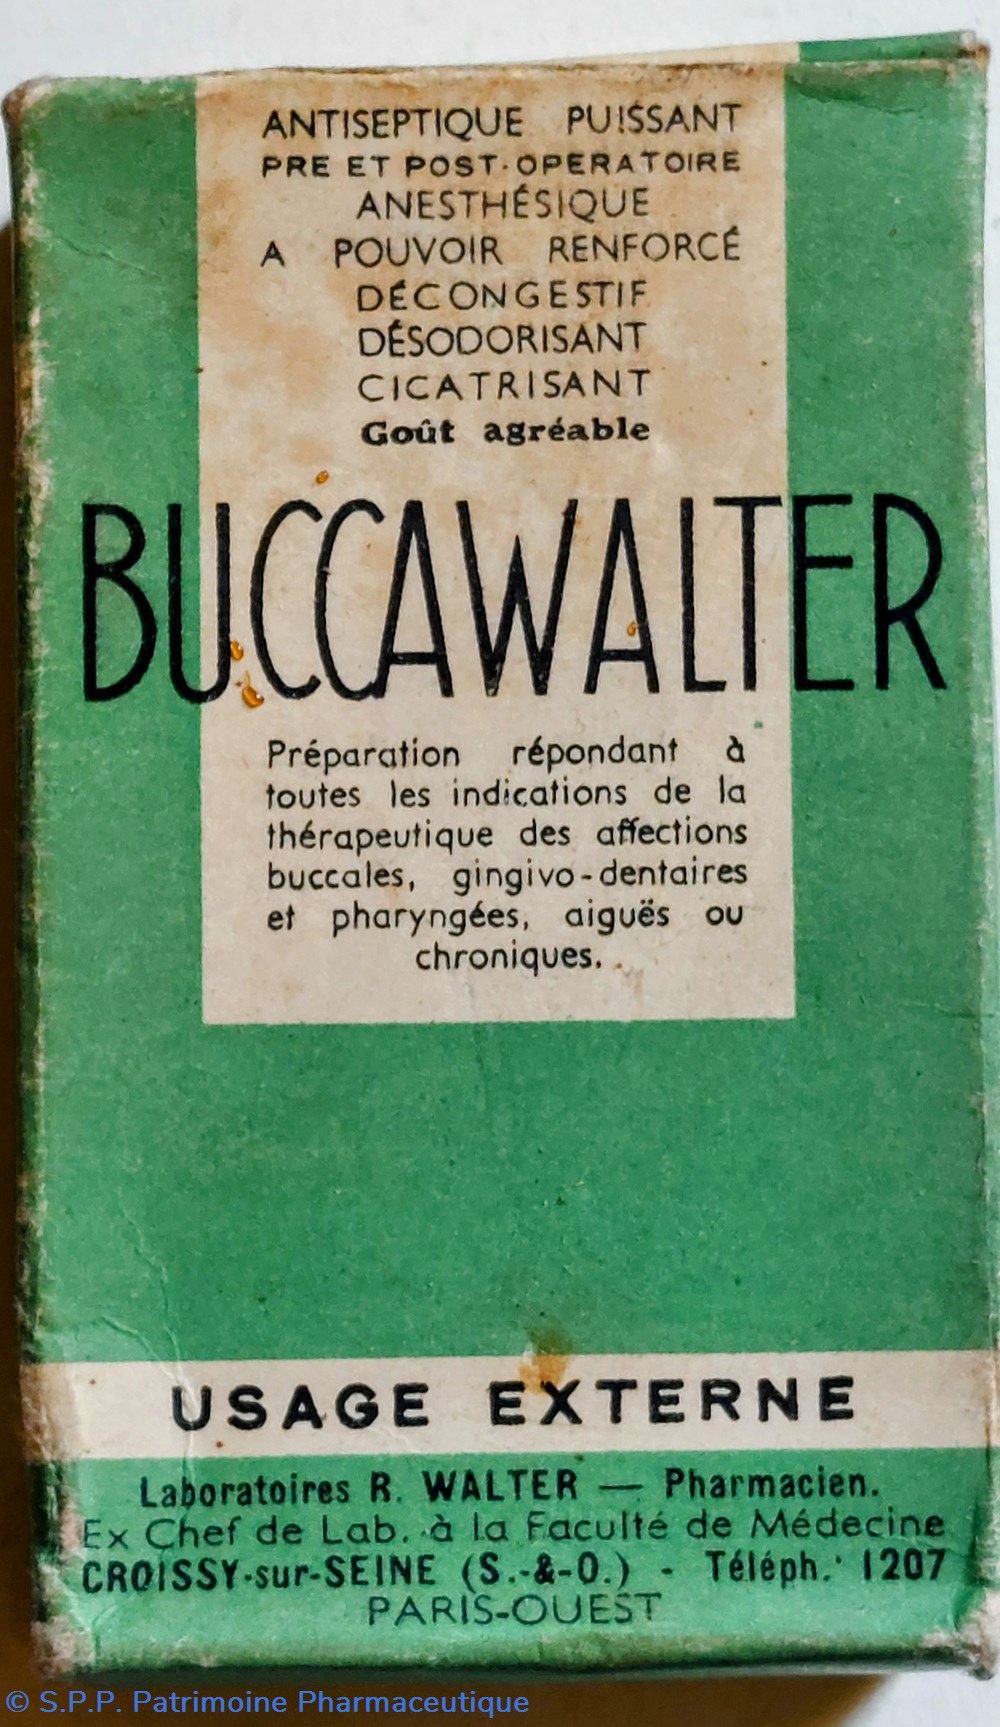 ANTISEPTIQUE PUISSANT
PRE ET POST-OPERATOIRE
ANESTHÉSIQUE
A POUVOIR RENFORCÉ
DÉCONGESTIF
DÉSODORISANT
CICATRISANT
Goût agréable
BUCCAWALTER
Préparation répondant à
toutes les indications de la
thérapeutique des affections
buccales, gingivo-dentaires
et pharyngées, aiguës ou
chroniques.
USAGE EXTERNE
Laboratoires R. WALTER — Pharmacien.
Ex Chef de Lab. à la Faculté de Médecine
CROISSY-sur-SEINE (S.-&-O.) - Téléph.: 1207
PARIS-OUEST
© S.P.P. Patrimoine Pharmaceutique